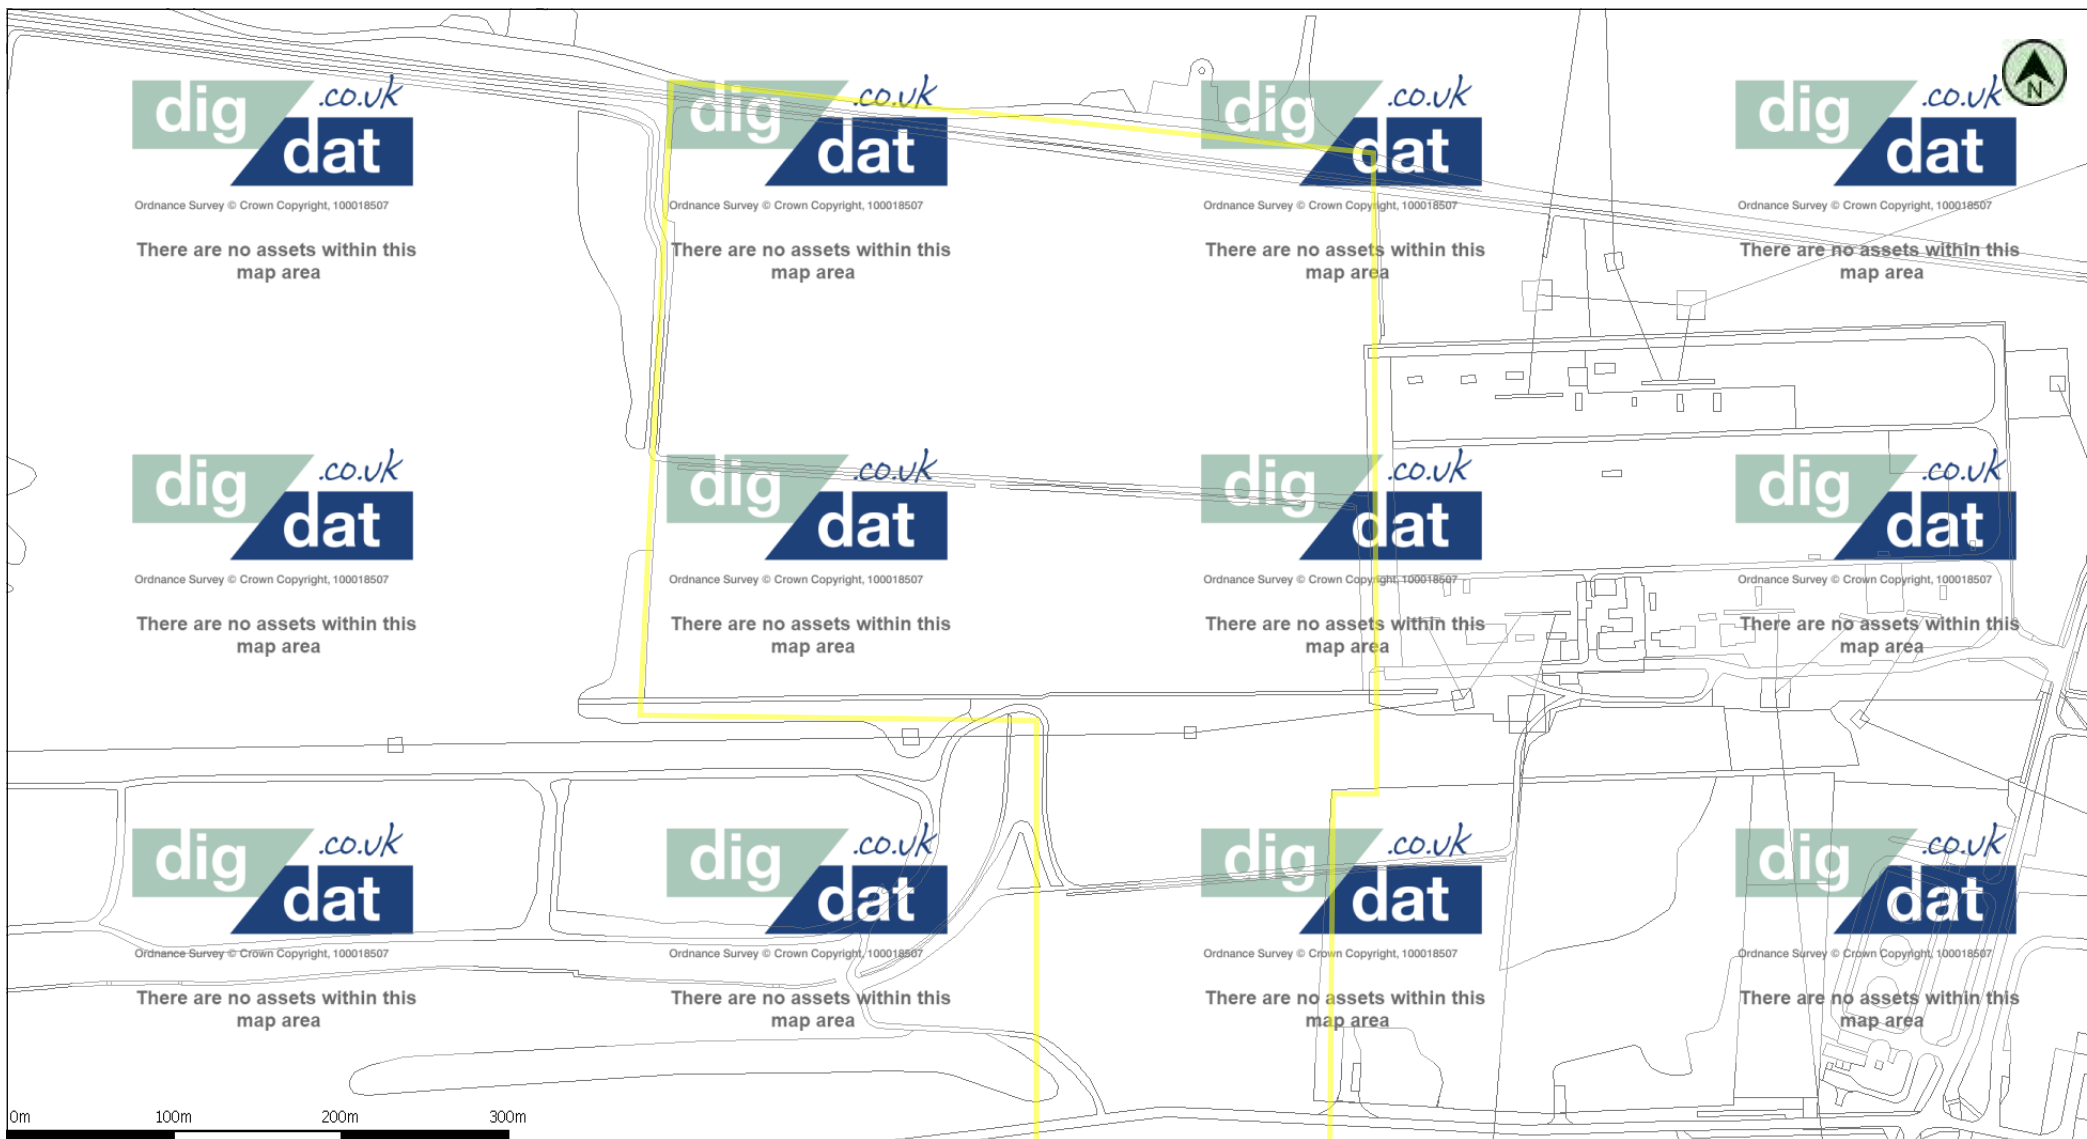 dig .co.uk dig .co.uk dig .co.uk dig .co.uk N
dat dat dat dat
Ordnance Survey © Crown Copyright, 100018507 Ordnance Survey © Crown Copyright, 100018507 Ordnance Survey © Crown Copyright, 100018507 Ordnance Survey © Crown Copyright, 100018507
There are no assets within this There are no assets within this There are no assets within this There are no assets within this
map area map area map area map area
dig .co.uk dig .co.uk dig .co.uk dig .co.uk
dat dat dat dat
Ordnance Survey © Crown Copyright, 100018507 Ordnance Survey © Crown Copyright, 100018507 Ordnance Survey © Crown Copyright, 100018507 Ordnance Survey © Crown Copyright, 100018507
There are no assets within this There are no assets within this There are no assets within this There are no assets within this
map area map area map area map area
dig .co.uk dig .co.uk dig .co.uk dig .co.uk
dat dat dat dat
Ordnance Survey © Crown Copyright, 100018507 Ordnance Survey © Crown Copyright, 100018507 Ordnance Survey © Crown Copyright, 100018507 Ordnance Survey © Crown Copyright, 100018507
There are no assets within this There are no assets within this There are no assets within this There are no assets within this
map area map area map area map area
0m 100m 200m 300m